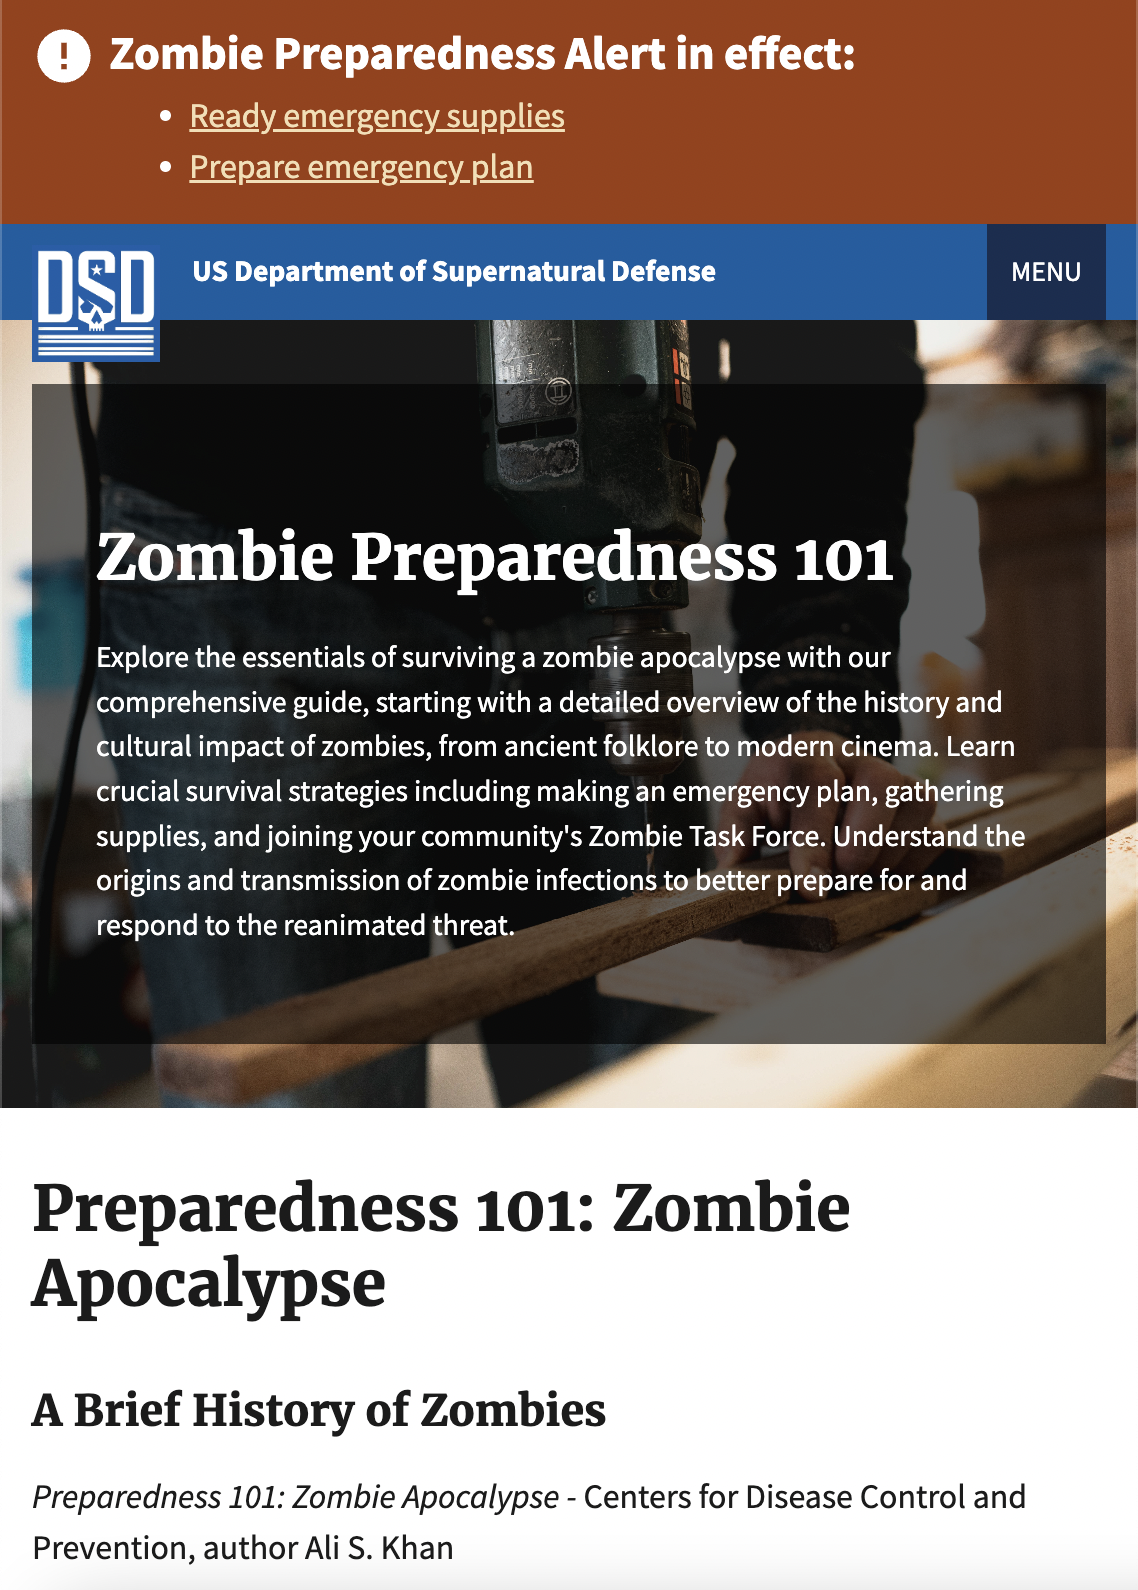 Zombie Preparedness Alert in effect:
Ready emergency supplies
Prepare emergency plan
DSD
US Department of Supernatural Defense
MENU
Zombie Preparedness 101
Explore the essentials of surviving a zombie apocalypse with our
comprehensive guide, starting with a detailed overview of the history and
cultural impact of zombies, from ancient folklore to modern cinema. Learn
crucial survival strategies including making an emergency plan, gathering
supplies, and joining your community's Zombie Task Force. Understand the
origins and transmission of zombie infections to better prepare for and
respond to the reanimated threat.
Preparedness 101: Zombie
Apocalypse
A Brief History of Zombies
Preparedness 101: Zombie Apocalypse - Centers for Disease Control and
Prevention, author Ali S. Khan